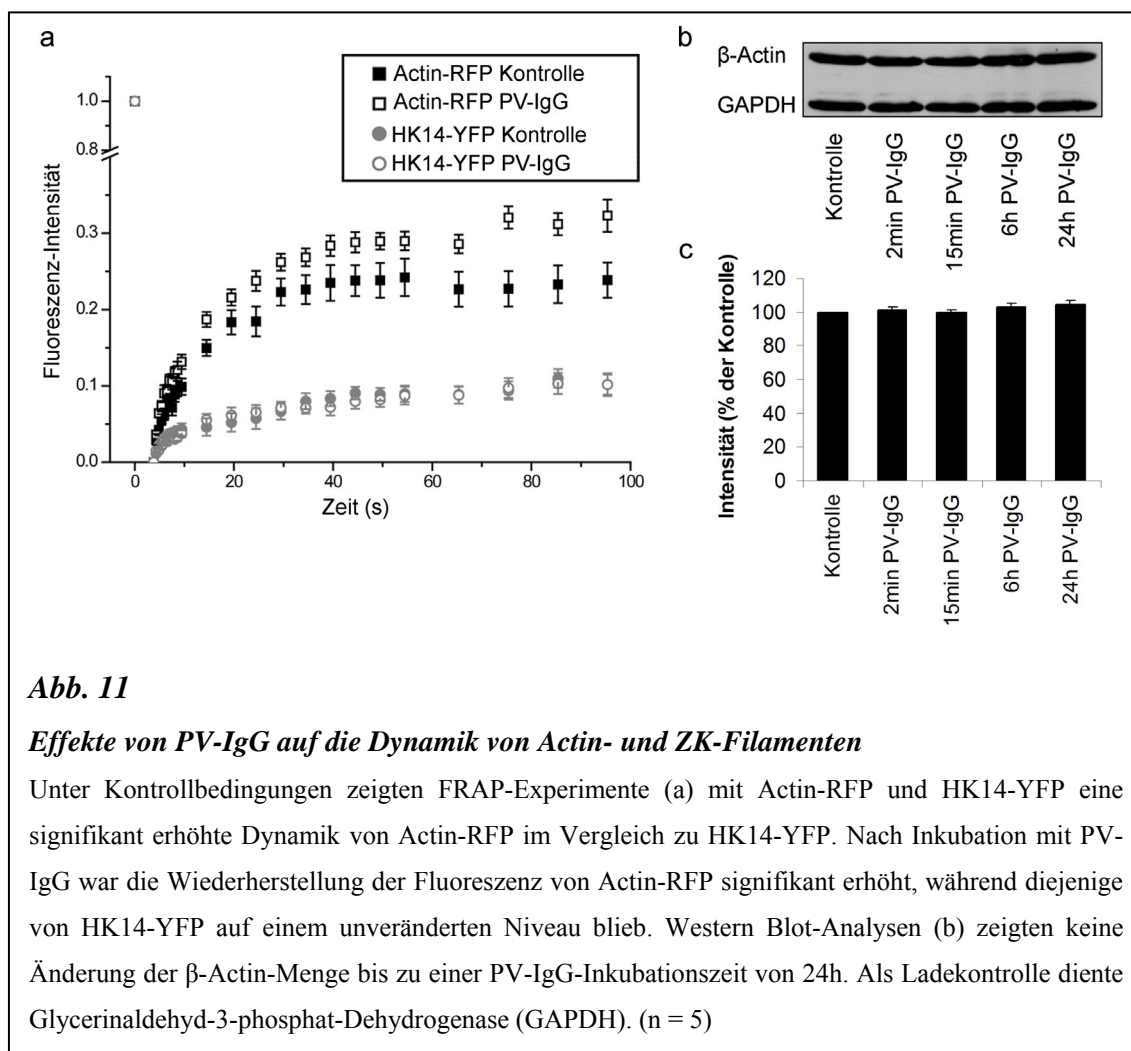 a
Actin-RFP Kontrolle
Actin-RFP PV-IgG
HK14-YFP Kontrolle
HK14-YFP PV-IgG
1.0
0.8
0.3
0.2
0.1
0.0
Fluoreszenz-Intensität
0 20 40 60 80 100
Zeit (s)
b
β-Actin
GAPDH
Kontrolle
2min PV-IgG
15min PV-IgG
6h PV-IgG
24h PV-IgG
c
Intensität (% der Kontrolle)
120
100
80
60
40
20
0
Kontrolle
2min PV-IgG
15min PV-IgG
6h PV-IgG
24h PV-IgG
Abb. 11
Effekte von PV-IgG auf die Dynamik von Actin- und ZK-Filamenten
Unter Kontrollbedingungen zeigten FRAP-Experimente (a) mit Actin-RFP und HK14-YFP eine
signifikant erhöhte Dynamik von Actin-RFP im Vergleich zu HK14-YFP. Nach Inkubation mit PV-
IgG war die Wiederherstellung der Fluoreszenz von Actin-RFP signifikant erhöht, während diejenige
von HK14-YFP auf einem unveränderten Niveau blieb. Western Blot-Analysen (b) zeigten keine
Änderung der β-Actin-Menge bis zu einer PV-IgG-Inkubationszeit von 24h. Als Ladekontrolle diente
Glycerinaldehyd-3-phosphat-Dehydrogenase (GAPDH). (n = 5)